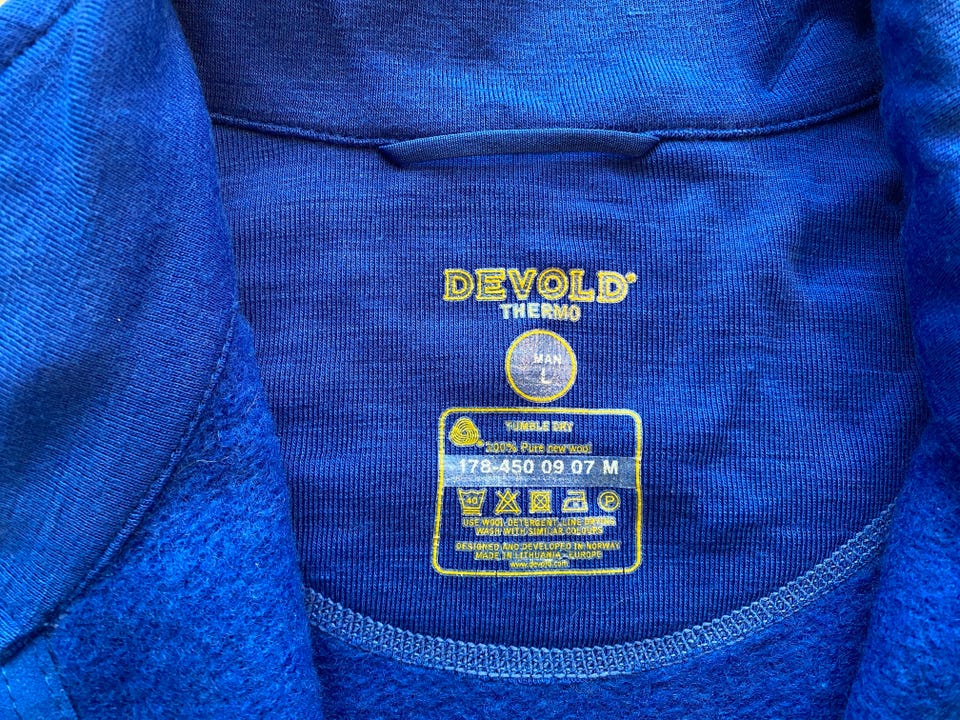 DEVOLD®
THERMO
MAN
L
TUMBLE DRY
100% Pure new wool
178-450 09 07 M
40 P
USE WOOL DETERGENT, LINE DRYING
WASH WITH SIMILAR COLOURS
DESIGNED AND DEVELOPED IN NORWAY
MADE IN LITHUANIA - EUROPE
www.devold.com